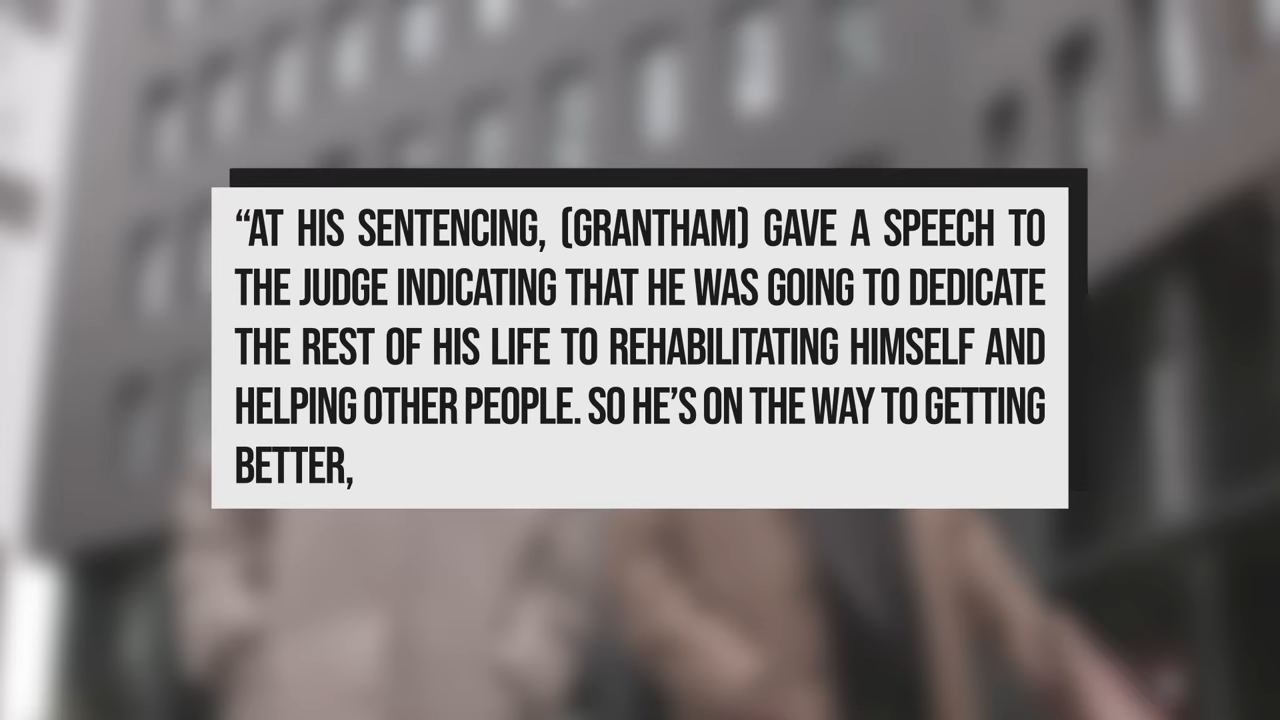 “AT HIS SENTENCING, (GRANTHAM) GAVE A SPEECH TO
THE JUDGE INDICATING THAT HE WAS GOING TO DEDICATE
THE REST OF HIS LIFE TO REHABILITATING HIMSELF AND
HELPING OTHER PEOPLE. SO HE’S ON THE WAY TO GETTING
BETTER,